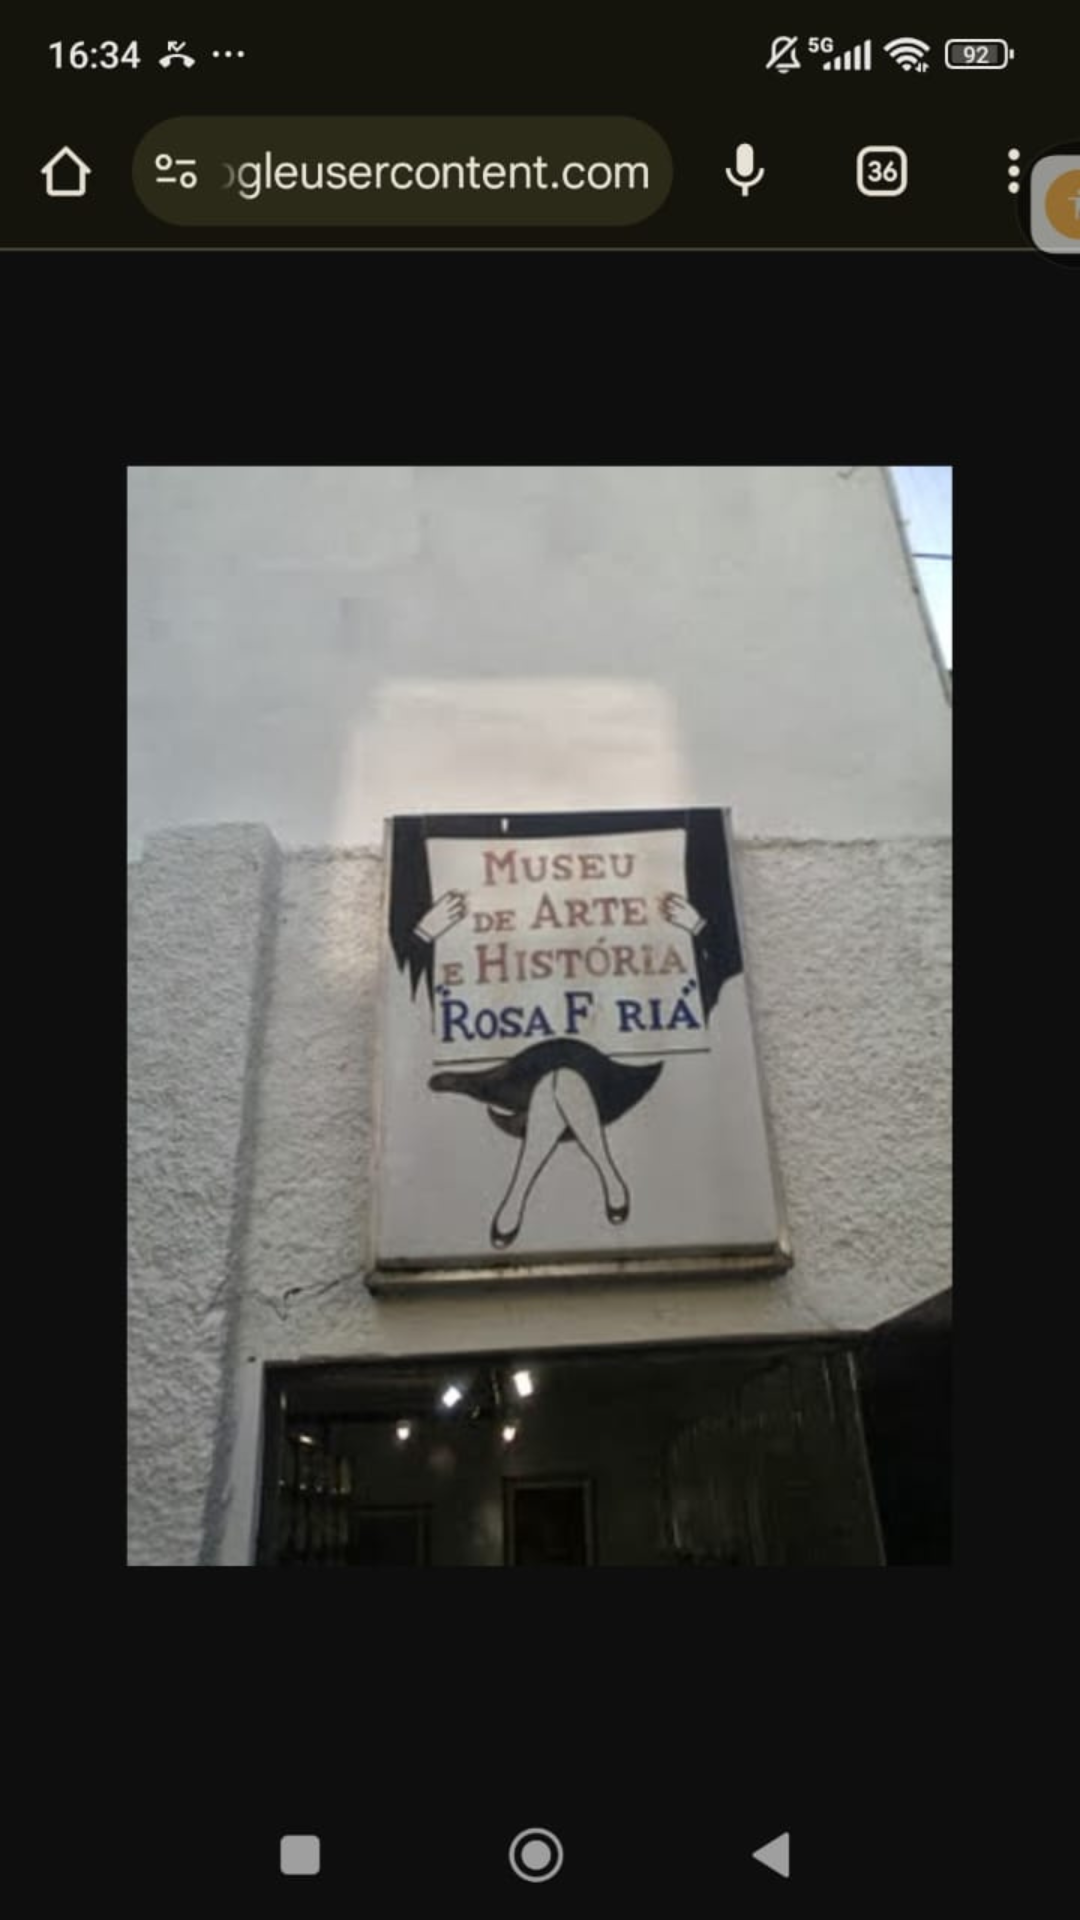 16:34
5G
92
gleusercontent.com
36
MUSEU
DE ARTE
E HISTÓRIA
"ROSA F RIA"